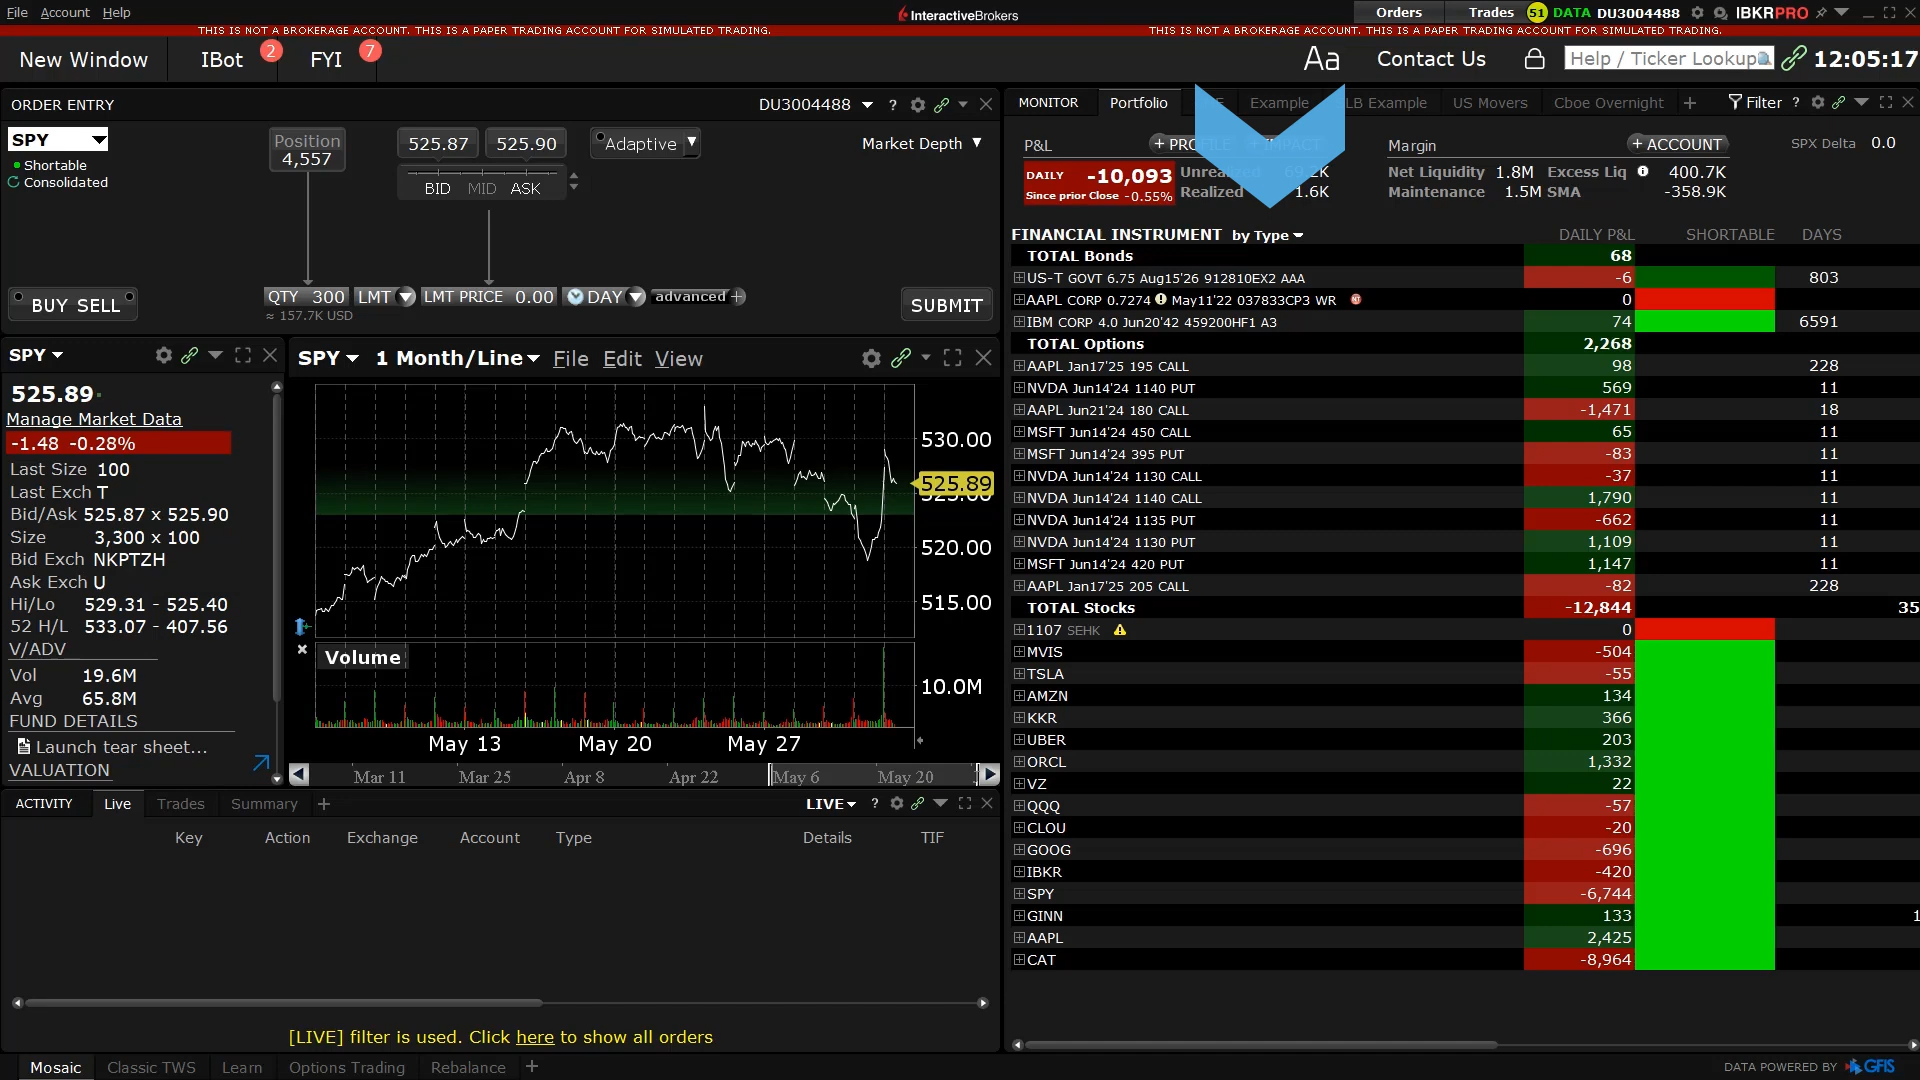 File Account Help
InteractiveBrokers
Orders Trades 51 DATA DU3004488 IBKRPRO
THIS IS NOT A BROKERAGE ACCOUNT. THIS IS A PAPER TRADING ACCOUNT FOR SIMULATED TRADING.
THIS IS NOT A BROKERAGE ACCOUNT. THIS IS A PAPER TRADING ACCOUNT FOR SIMULATED TRADING.
New Window IBot 2 FYI 7
Aa Contact Us Help / Ticker Lookup 12:05:17
ORDER ENTRY DU3004488 ?
SPY
Shortable
Consolidated
Position
4,557
525.87 525.90 Adaptive
BID MID ASK
Market Depth
BUY SELL
QTY 300 LMT LMT PRICE 0.00 DAY advanced +
≈ 157.7K USD
SUBMIT
SPY
525.89
Manage Market Data
-1.48 -0.28%
Last Size 100
Last Exch T
Bid/Ask 525.87 x 525.90
Size 3,300 x 100
Bid Exch NKPTZH
Ask Exch U
Hi/Lo 529.31 - 525.40
52 H/L 533.07 - 407.56
V/ADV
Vol 19.6M
Avg 65.8M
FUND DETAILS
Launch tear sheet...
VALUATION
SPY 1 Month/Line File Edit View
530.00
525.89
525.00
520.00
515.00
Volume
10.0M
May 13 May 20 May 27
Mar 11 Mar 25 Apr 8 Apr 22 May 6 May 20
ACTIVITY Live Trades Summary + LIVE ?
Key Action Exchange Account Type Details TIF
[LIVE] filter is used. Click here to show all orders
MONITOR Portfolio Example LB Example US Movers Cboe Overnight + Filter ?
P&L + PROFILE + IMPACT
DAILY -10,093
Since prior Close -0.55%
Unrealized 69.2K
Realized 1.6K
Margin + ACCOUNT
Net Liquidity 1.8M Excess Liq 400.7K
Maintenance 1.5M SMA -358.9K
SPX Delta 0.0
FINANCIAL INSTRUMENT by Type DAILY P&L SHORTABLE DAYS
TOTAL Bonds 68
US-T GOVT 6.75 Aug15'26 912810EX2 AAA -6 803
AAPL CORP 0.7274 May11'22 037833CP3 WR 0
IBM CORP 4.0 Jun20'42 459200HF1 A3 74 6591
TOTAL Options 2,268
AAPL Jan17'25 195 CALL 98 228
NVDA Jun14'24 1140 PUT 569 11
AAPL Jun21'24 180 CALL -1,471 18
MSFT Jun14'24 450 CALL 65 11
MSFT Jun14'24 395 PUT -83 11
NVDA Jun14'24 1130 CALL -37 11
NVDA Jun14'24 1140 CALL 1,790 11
NVDA Jun14'24 1135 PUT -662 11
NVDA Jun14'24 1130 PUT 1,109 11
MSFT Jun14'24 420 PUT 1,147 11
AAPL Jan17'25 205 CALL -82 228
TOTAL Stocks -12,844 35
1107 SEHK 0
MVIS -504
TSLA -55
AMZN 134
KKR 366
UBER 203
ORCL 1,332
VZ 22
QQQ -57
CLOU -20
GOOG -696
IBKR -420
SPY -6,744
GINN 133 1
AAPL 2,425
CAT -8,964
Mosaic Classic TWS Learn Options Trading Rebalance +
DATA POWERED BY GFIS